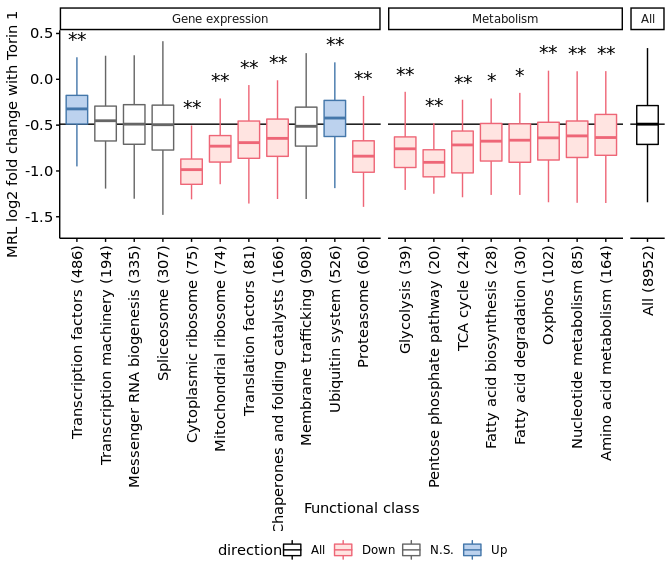 Gene expression
Metabolism
All
MRL log2 fold change with Torin 1
0.5
0.0
-0.5
-1.0
-1.5
**
**
**
**
**
**
**
**
**
**
*
*
**
**
**
Transcription factors (486)
Transcription machinery (194)
Messenger RNA biogenesis (335)
Spliceosome (307)
Cytoplasmic ribosome (75)
Mitochondrial ribosome (74)
Translation factors (81)
Chaperones and folding catalysts (166)
Membrane trafficking (908)
Ubiquitin system (526)
Proteasome (60)
Glycolysis (39)
Pentose phosphate pathway (20)
TCA cycle (24)
Fatty acid biosynthesis (28)
Fatty acid degradation (30)
Oxphos (102)
Nucleotide metabolism (85)
Amino acid metabolism (164)
All (8952)
Functional class
direction All Down N.S. Up